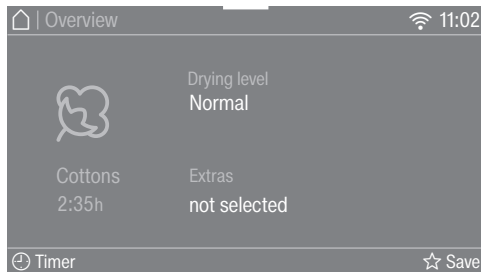 | Overview 11:02
Drying level
Normal
Cottons
2:35h
Extras
not selected
Timer
Save